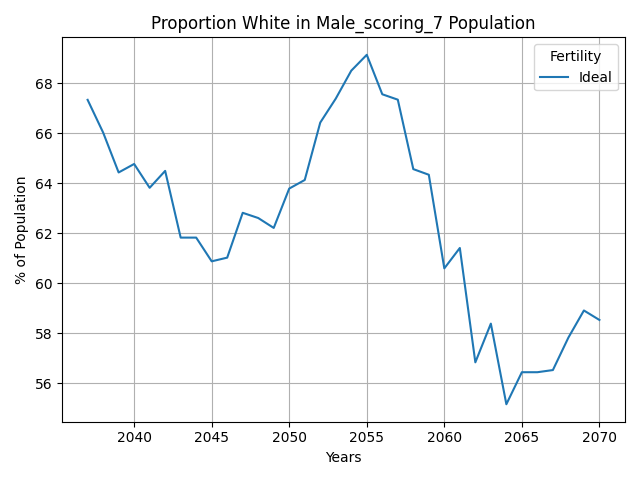 Proportion White in Male_scoring_7 Population
Fertility
Ideal
% of Population
68
66
64
62
60
58
56
2040 2045 2050 2055 2060 2065 2070
Years